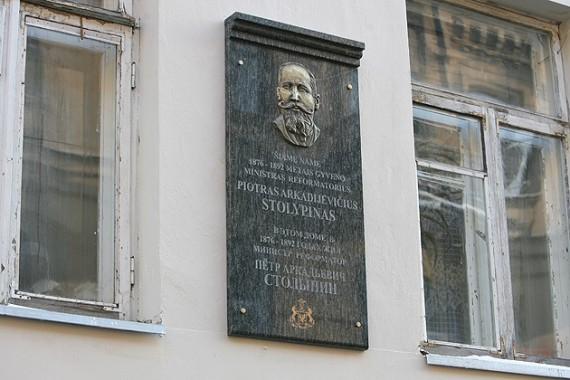 ŠIAME NAME
1876 - 1892 METAIS GYVENO
MINISTRAS REFORMATORIUS
PIOTRAS ARKADIJEVIČIUS
STOLYPINAS
В ЭТОМ ДОМЕ В
1876 - 1892 ГОДАХ ЖИЛ
МИНИСТР РЕФОРМАТОР
ПЁТР АРКАДЬЕВИЧ
СТОЛЫПИН